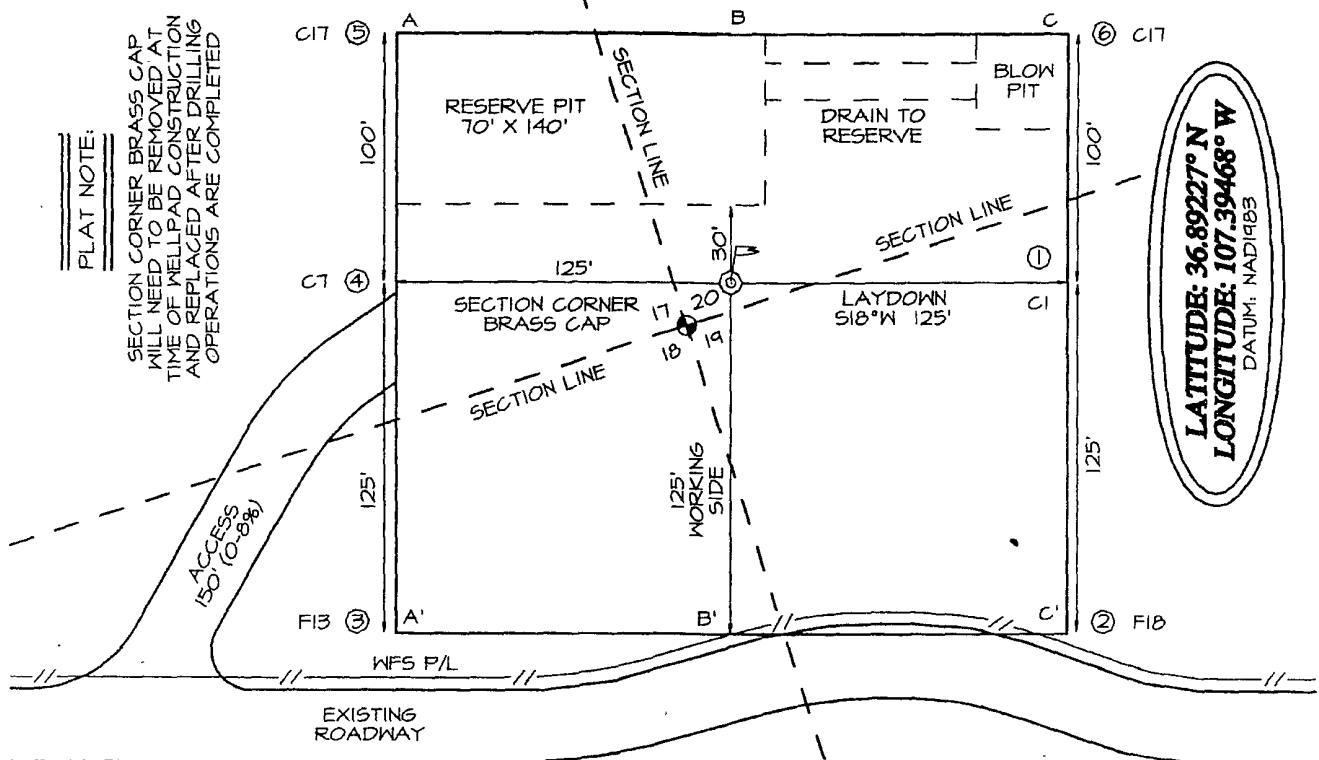 PLAT NOTE:
SECTION CORNER BRASS CAP
WILL NEED TO BE REMOVED AT
TIME OF WELLPAD CONSTRUCTION
AND REPLACED AFTER DRILLING
OPERATIONS ARE COMPLETED
C17 5
A
B
C
6 C17
SECTION LINE
RESERVE PIT
70' X 140'
BLOW
PIT
DRAIN TO
RESERVE
100'
100'
SECTION LINE
30'
C7 4
125'
1
C1
SECTION CORNER
BRASS CAP
17
20
18
19
LAYDOWN
S18°W 125'
SECTION LINE
125'
125'
WORKING
SIDE
125'
ACCESS
150' (0-8%)
F13 3
A'
B'
C'
2 F18
WFS P/L
EXISTING
ROADWAY
LATITUDE: 36.89227° N
LONGITUDE: 107.39468° W
DATUM: NAD1983